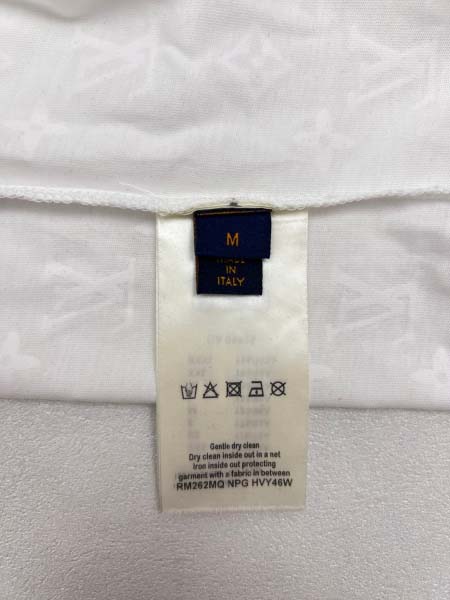 M
MADE
IN
ITALY
Gentle dry clean
Dry clean inside out in a net
Iron inside out protecting
garment with a fabric in between
RM262MQ NPG HVY46W